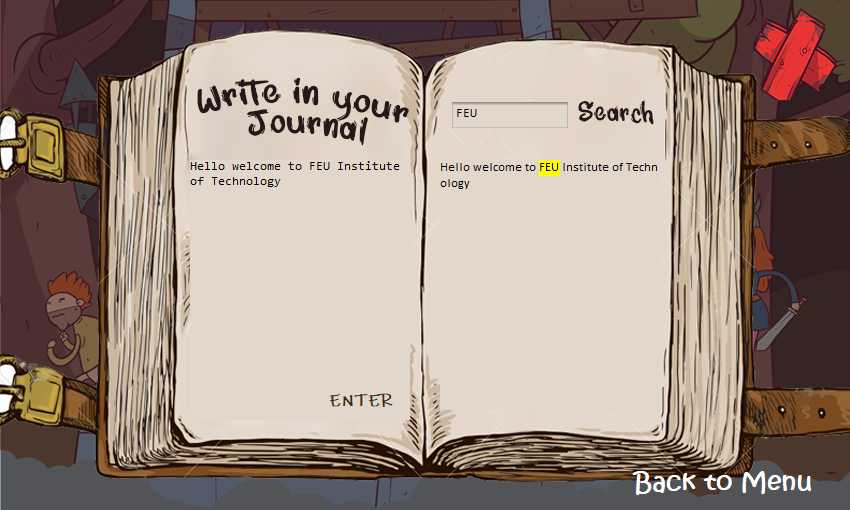 Write in your
Journal
Hello welcome to FEU Institute
of Technology
ENTER
FEU
Search
Hello welcome to FEU Institute of Techn
ology
Back to Menu